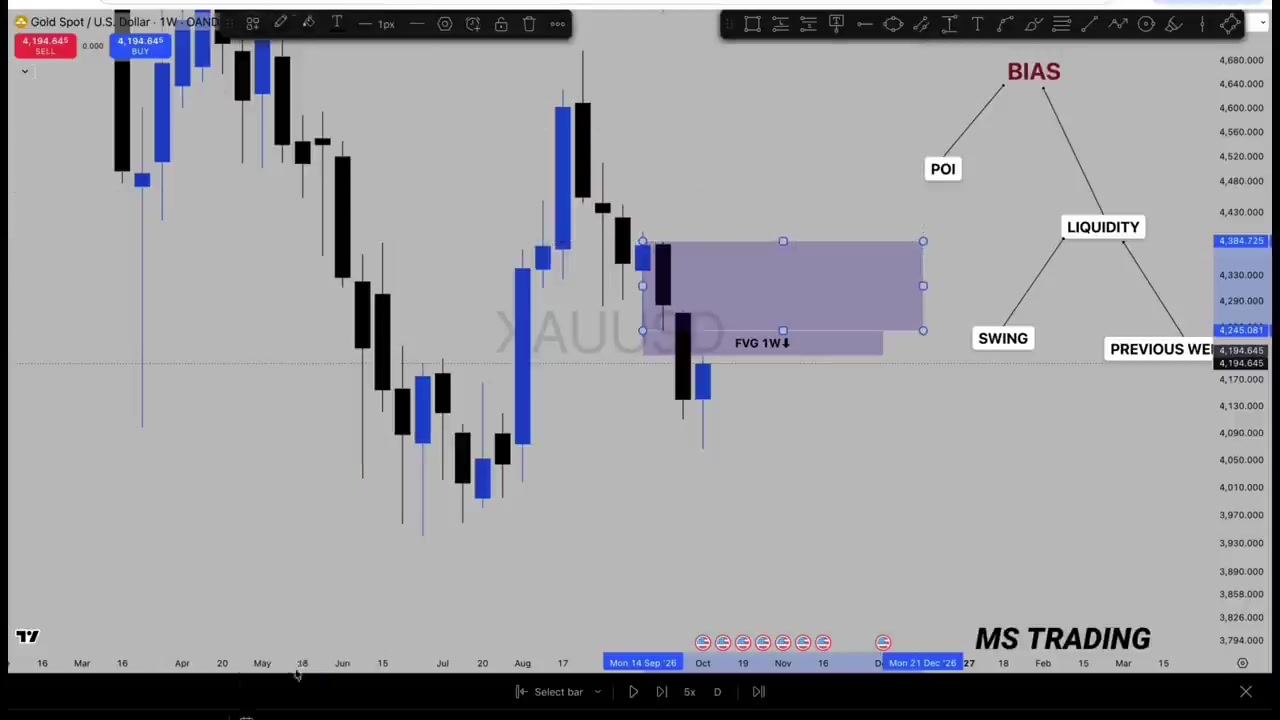 Gold Spot / U.S. Dollar · 1W · OAND
1px
4,194.645
SELL
0.000
4,194.645
BUY
BIAS
POI
LIQUIDITY
SWING
PREVIOUS WE
XAUUSD
FVG 1W⬇
4,680.000
4,640.000
4,600.000
4,560.000
4,520.000
4,480.000
4,430.000
4,384.725
4,330.000
4,290.000
4,245.081
4,194.645
4,194.645
4,170.000
4,130.000
4,090.000
4,050.000
4,010.000
3,970.000
3,930.000
3,890.000
3,858.000
3,826.000
3,794.000
MS TRADING
16 Mar 16 Apr 20 May 18 Jun 15 Jul 20 Aug 17 Mon 14 Sep '26 Oct 19 Nov 16 D Mon 21 Dec '26 27 18 Feb 15 Mar 15
Select bar 5x D